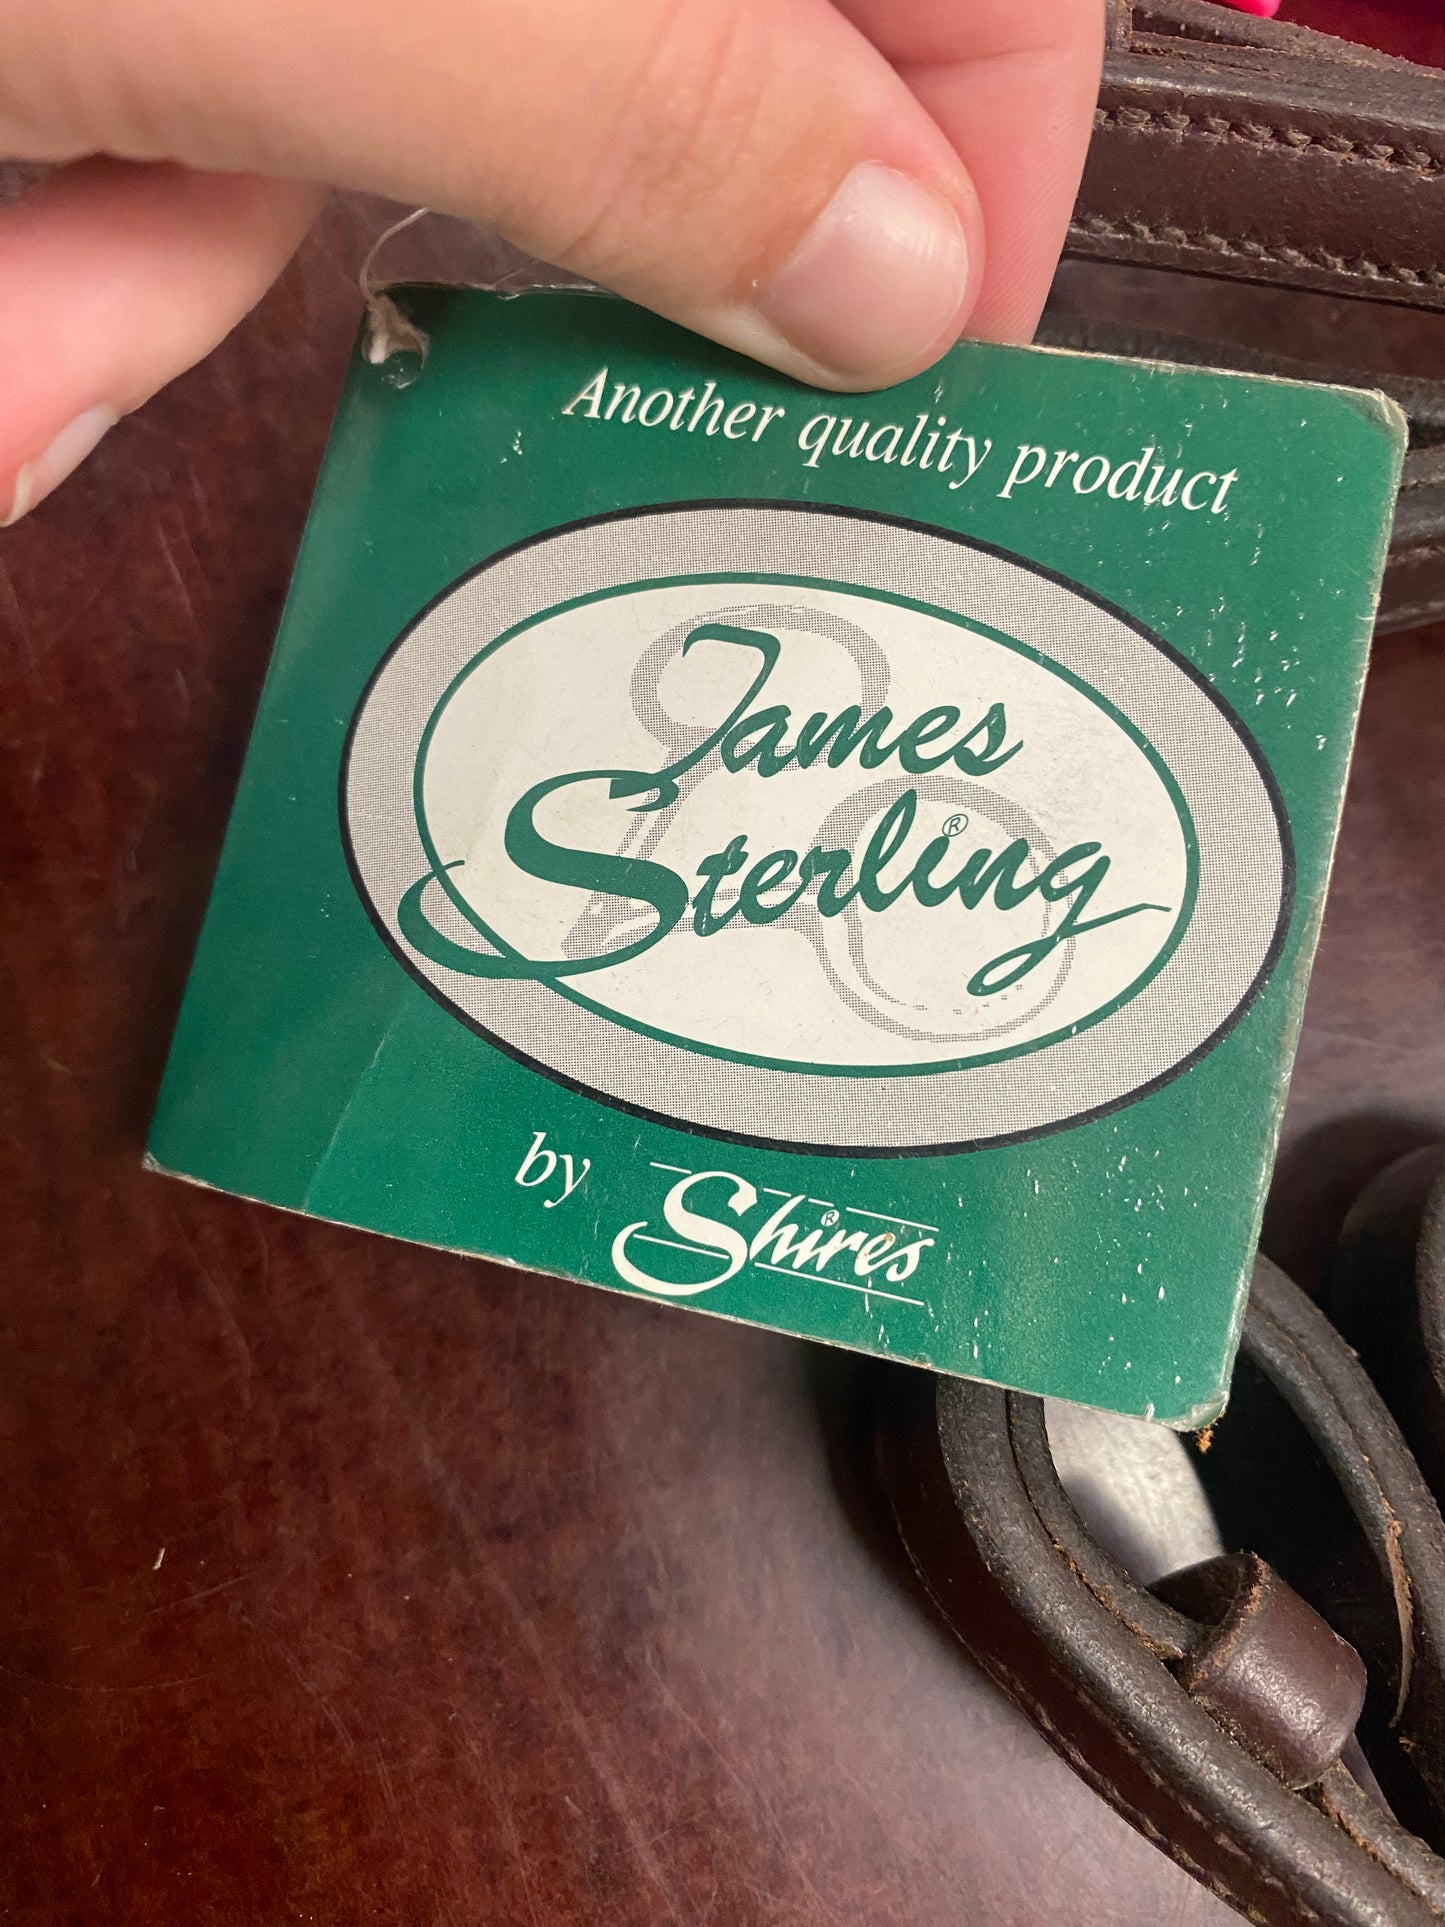 Another quality product
James
Sterling ®
by Shires ®